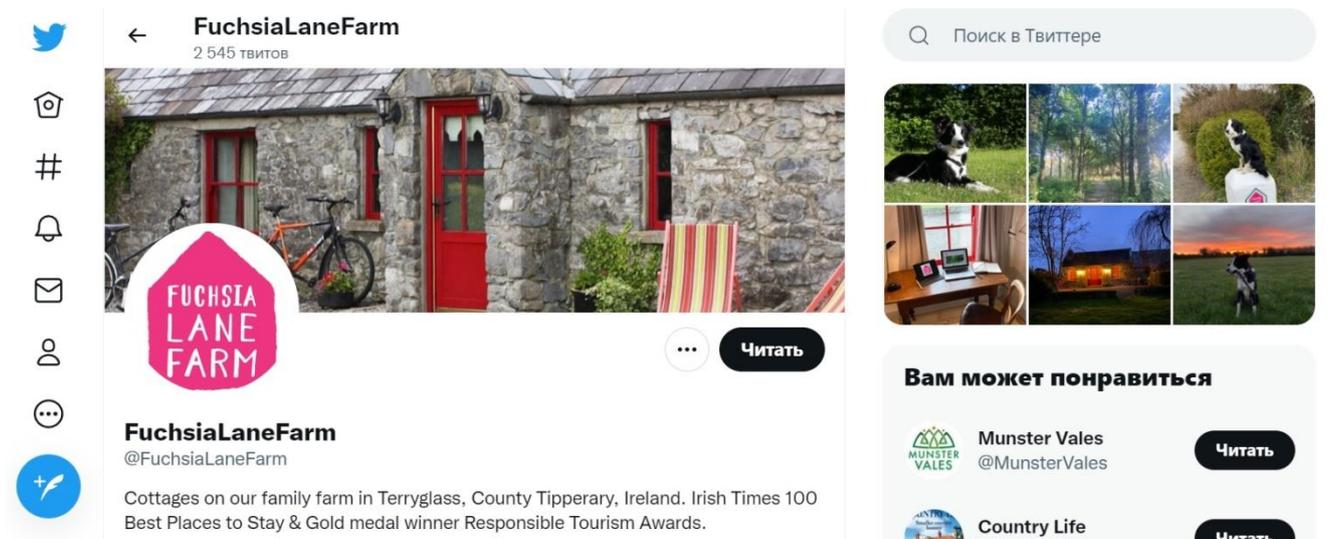 FuchsiaLaneFarm
2 545 твитов
Поиск в Твиттере
FUCHSIA
LANE
FARM
Читать
FuchsiaLaneFarm
@FuchsiaLaneFarm
Cottages on our family farm in Terryglass, County Tipperary, Ireland. Irish Times 100
Best Places to Stay & Gold medal winner Responsible Tourism Awards.
Вам может понравиться
MUNSTER
VALES
Munster Vales
@MunsterVales
Читать
Country Life
Читать